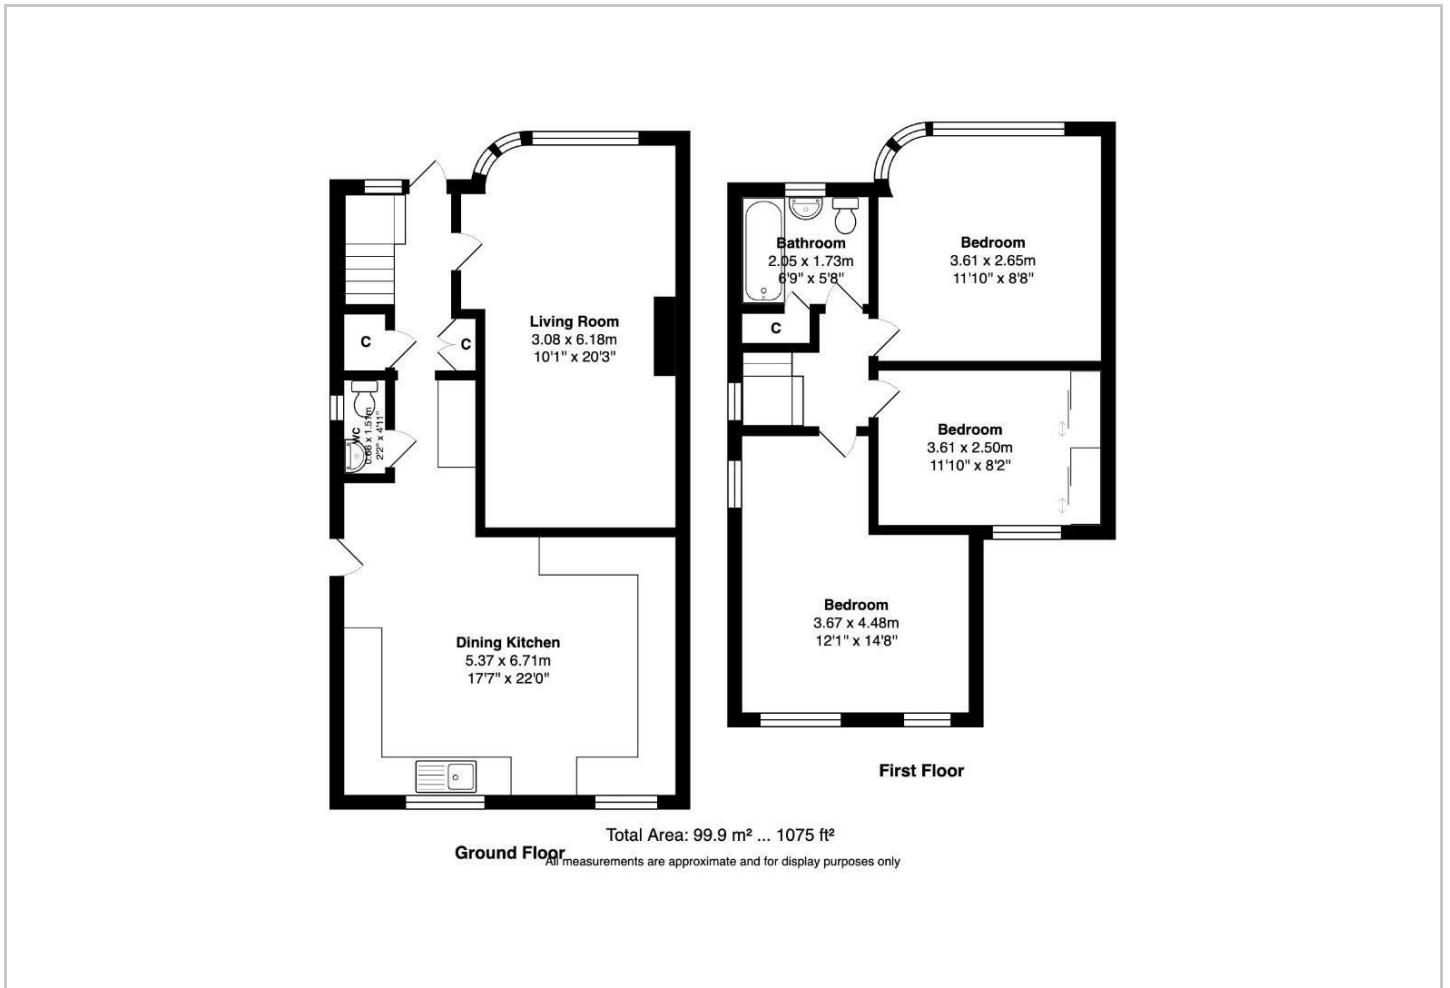 Living Room
3.08 x 6.18m
10'1" x 20'3"
C
C
WC
0.66 x 1.51m
2'2" x 4'11"
Dining Kitchen
5.37 x 6.71m
17'7" x 22'0"
Ground Floor
Bathroom
2.05 x 1.73m
6'9" x 5'8"
C
Bedroom
3.61 x 2.65m
11'10" x 8'8"
Bedroom
3.61 x 2.50m
11'10" x 8'2"
Bedroom
3.67 x 4.48m
12'1" x 14'8"
First Floor
Total Area: 99.9 m² ... 1075 ft²
All measurements are approximate and for display purposes only